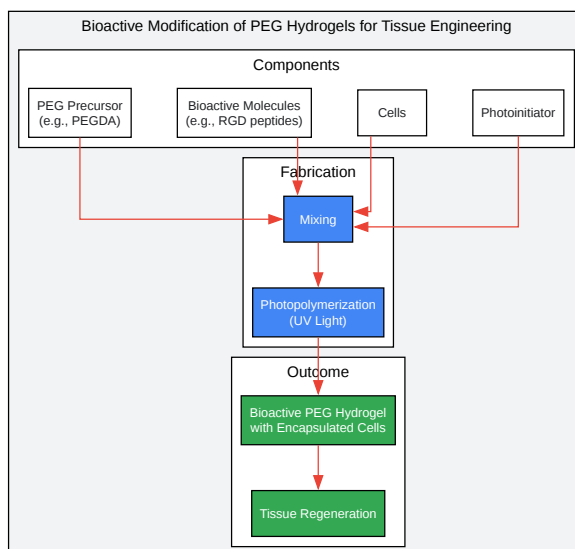 Bioactive Modification of PEG Hydrogels for Tissue Engineering
Components
PEG Precursor
(e.g., PEGDA)
Bioactive Molecules
(e.g., RGD peptides)
Cells
Photoinitiator
Fabrication
Mixing
Photopolymerization
(UV Light)
Outcome
Bioactive PEG Hydrogel
with Encapsulated Cells
Tissue Regeneration